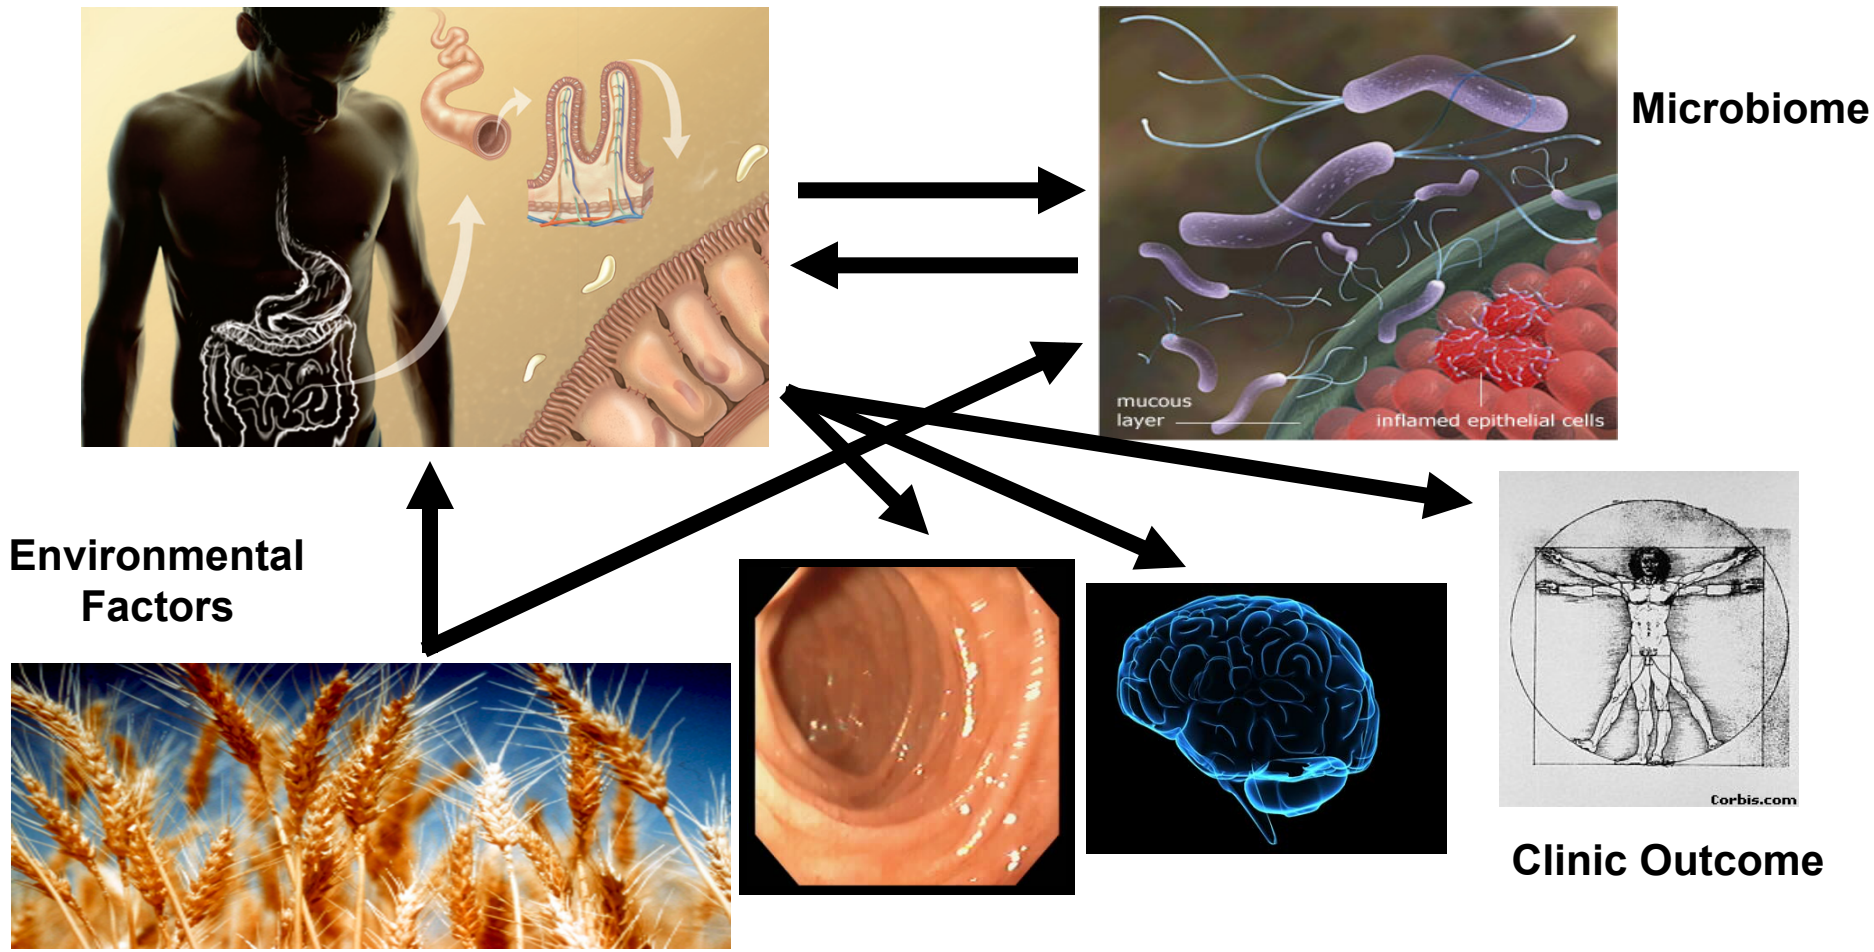 Microbiome
mucous
layer
inflamed epithelial cells
Environmental
Factors
Corbis.com
Clinic Outcome